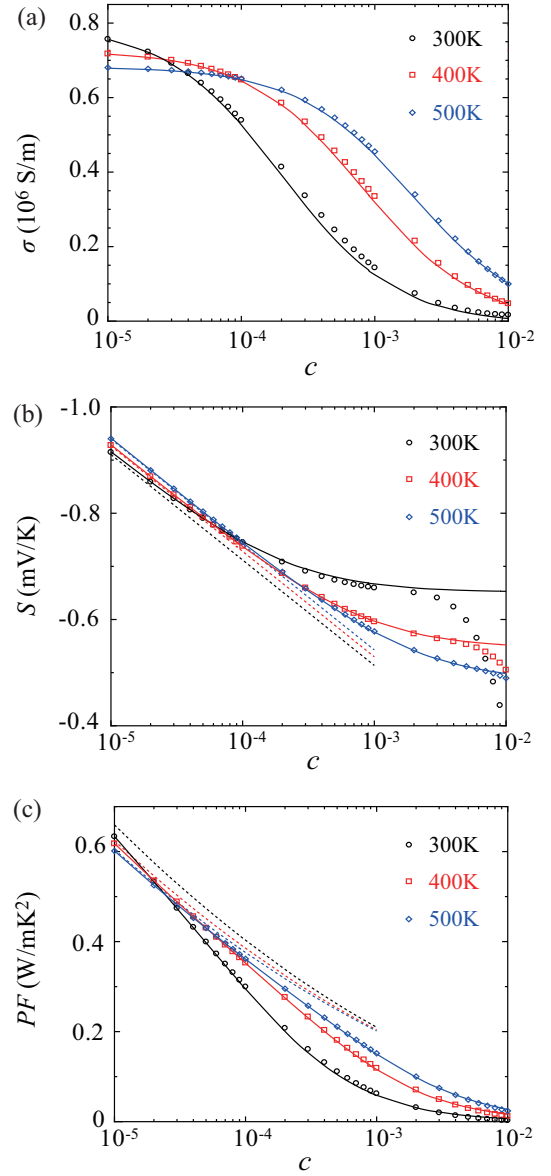 (a)
0.8
0.6
0.4
0.2
0
σ (10⁶ S/m)
300K
400K
500K
10⁻⁵ 10⁻⁴ 10⁻³ 10⁻²
c
(b)
-1.0
-0.8
-0.6
-0.4
S (mV/K)
300K
400K
500K
10⁻⁵ 10⁻⁴ 10⁻³ 10⁻²
c
(c)
0.6
0.4
0.2
0
PF (W/mK²)
300K
400K
500K
10⁻⁵ 10⁻⁴ 10⁻³ 10⁻²
c